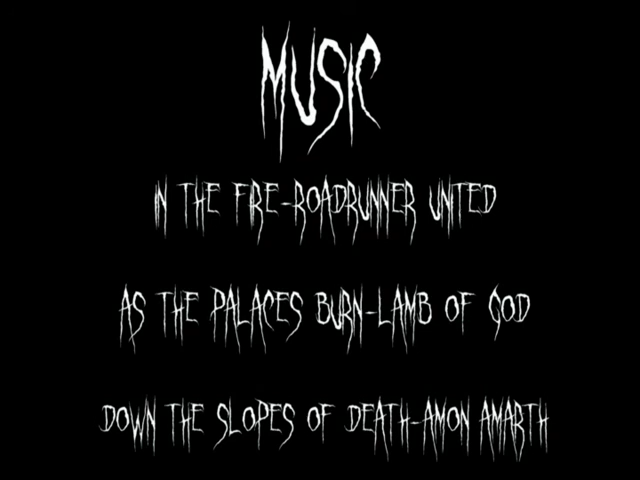 MUSIC
IN THE FIRE-ROADRUNNER UNITED
AS THE PALACES BURN-LAMB OF GOD
DOWN THE SLOPES OF DEATH-AMON AMARTH